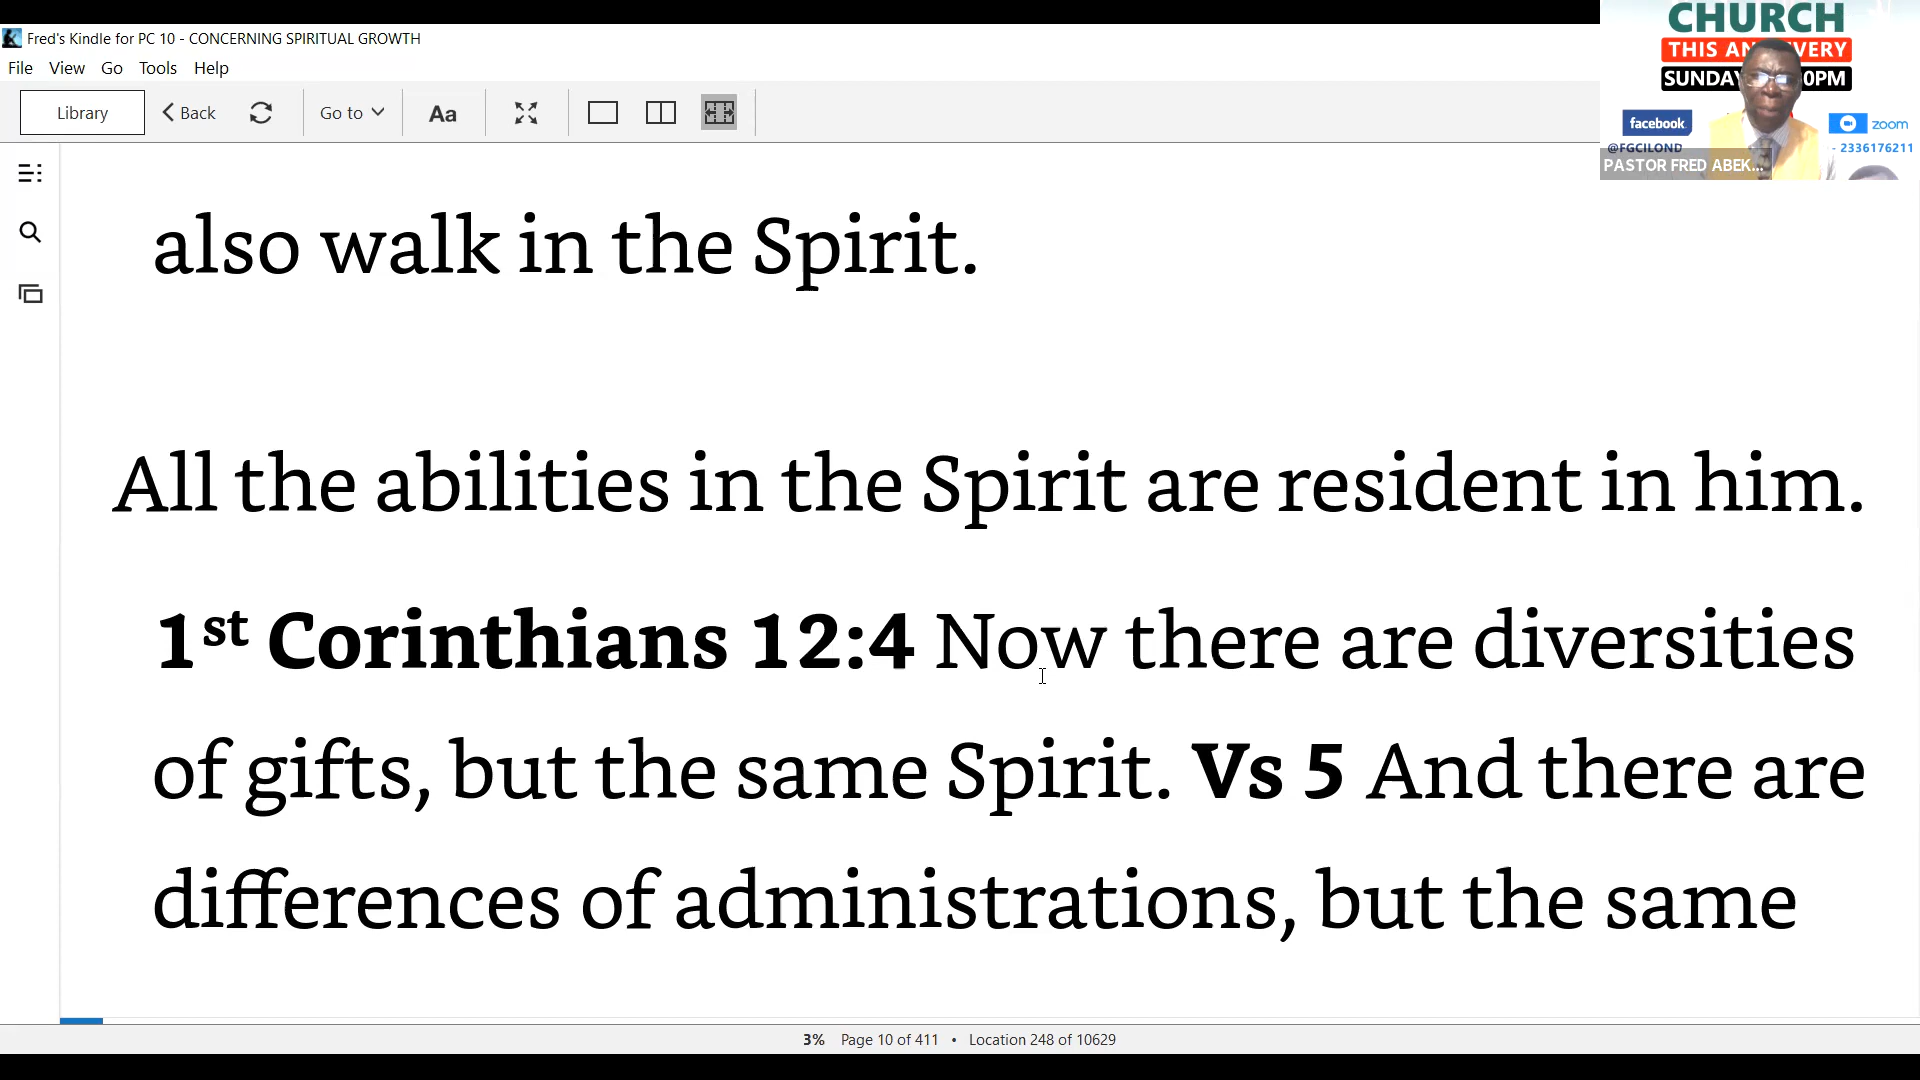 Fred's Kindle for PC 10 - CONCERNING SPIRITUAL GROWTH
File View Go Tools Help
Library Back Go to Aa
CHURCH
SUNDAY
facebook
zoom
@FGCILOND
- 2336176211
PASTOR FRED ABEK...
also walk in the Spirit.
All the abilities in the Spirit are resident in him.
1st Corinthians 12:4 Now there are diversities
of gifts, but the same Spirit. Vs 5 And there are
differences of administrations, but the same
3% Page 10 of 411 • Location 248 of 10629